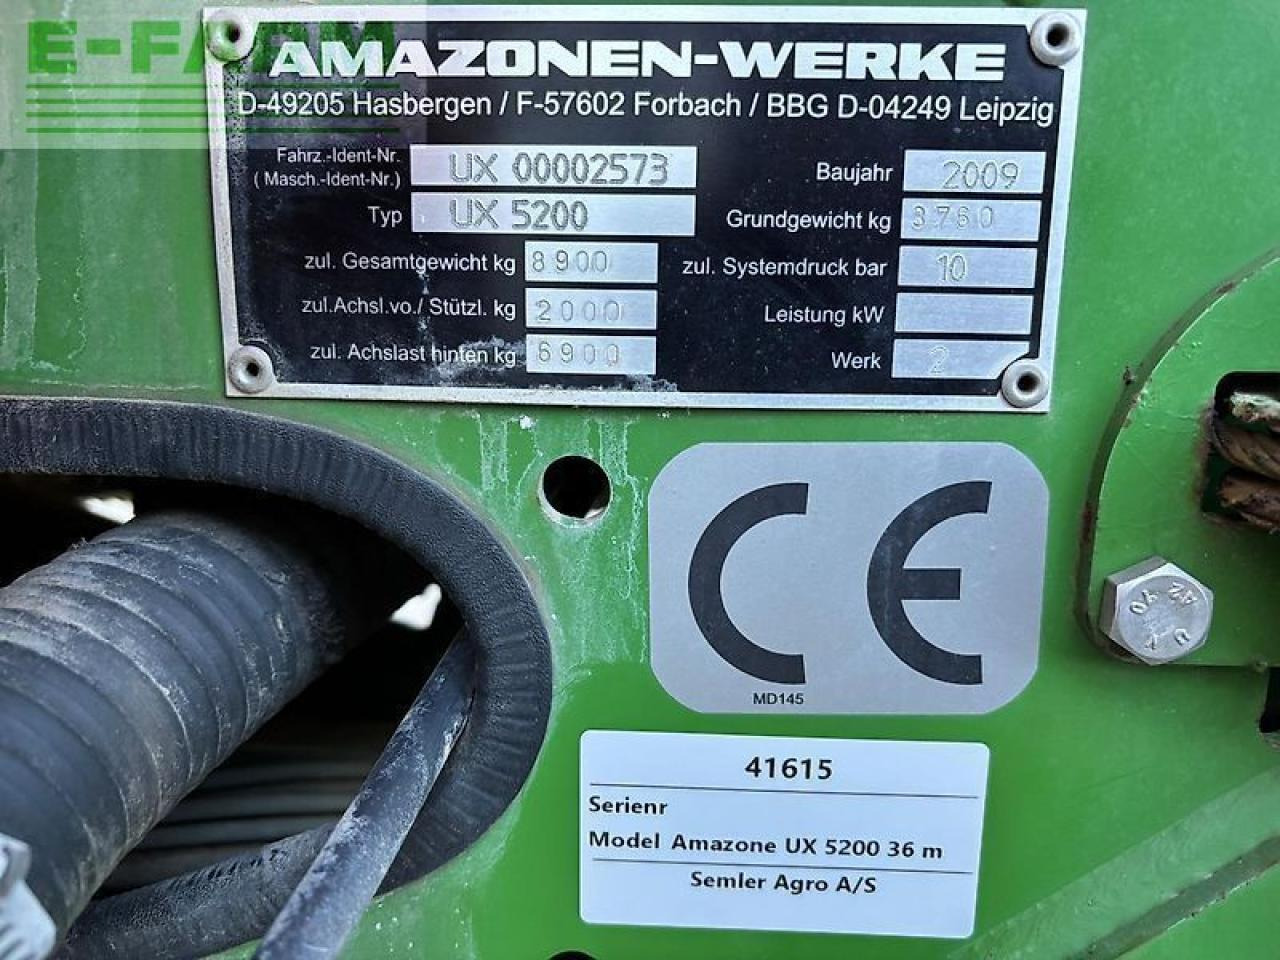 E-FARM
AMAZONEN-WERKE
D-49205 Hasbergen / F-57602 Forbach / BBG D-04249 Leipzig
Fahrz.-Ident-Nr.
(Masch.-Ident-Nr.) UX 00002573
Typ UX 5200
zul. Gesamtgewicht kg 8900
zul.Achsl.vo./ Stützl. kg 2000
zul. Achslast hinten kg 6900
Baujahr 2009
Grundgewicht kg 3760
zul. Systemdruck bar 10
Leistung kW
Werk 2
CE
MD145
41615
Serienr
Model Amazone UX 5200 36 m
Semler Agro A/S